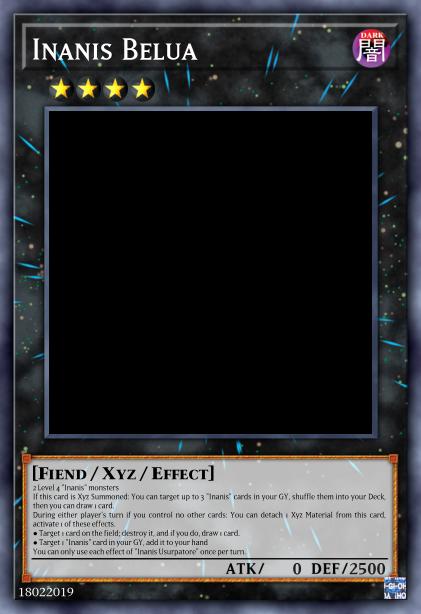 INANIS BELUA
DARK
闇
[FIEND / XYZ / EFFECT]
2 Level 4 "Inanis" monsters
If this card is Xyz Summoned: You can target up to 3 "Inanis" cards in your GY, shuffle them into your Deck,
then you can draw 1 card.
During either player's turn if you control no other cards: You can detach 1 Xyz Material from this card,
activate 1 of these effects.
● Target 1 card on the field; destroy it, and if you do, draw 1 card.
● Target 1 "Inanis" card in your GY, add it to your hand
You can only use each effect of "Inanis Usurpatore" once per turn.
ATK/ 0 DEF/2500
18022019